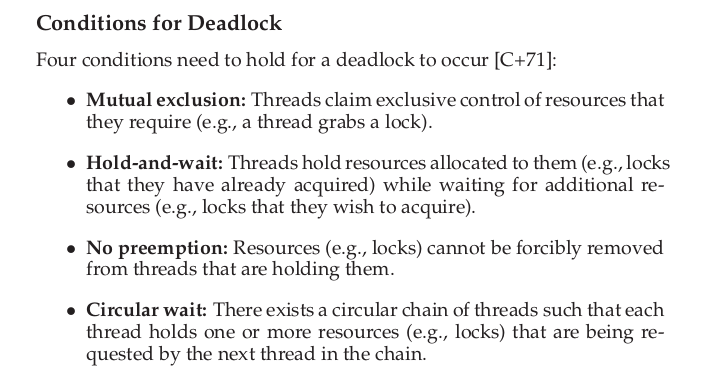 Conditions for Deadlock
Four conditions need to hold for a deadlock to occur [C+71]:
• Mutual exclusion: Threads claim exclusive control of resources that
they require (e.g., a thread grabs a lock).
• Hold-and-wait: Threads hold resources allocated to them (e.g., locks
that they have already acquired) while waiting for additional re-
sources (e.g., locks that they wish to acquire).
• No preemption: Resources (e.g., locks) cannot be forcibly removed
from threads that are holding them.
• Circular wait: There exists a circular chain of threads such that each
thread holds one or more resources (e.g., locks) that are being re-
quested by the next thread in the chain.